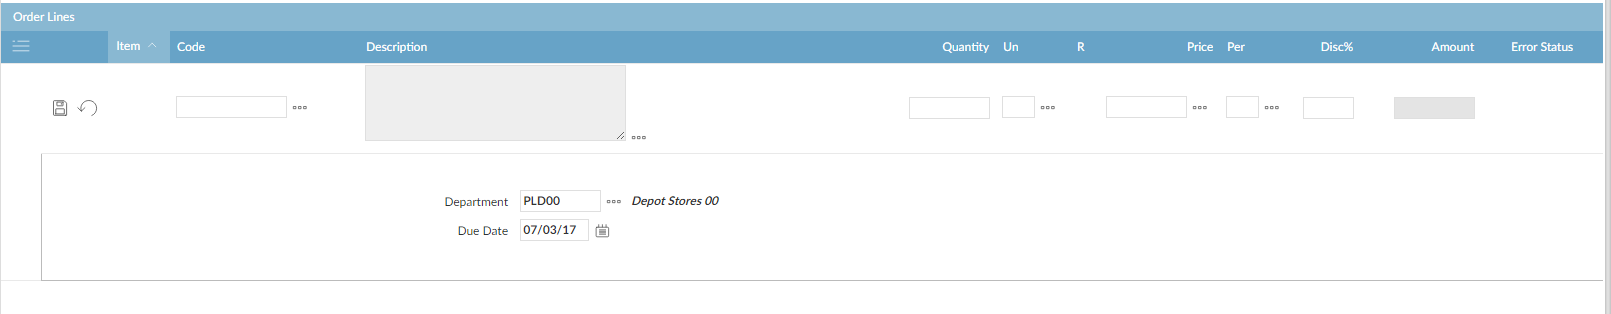 Order Lines
Item Code Description Quantity Un R Price Per Disc% Amount Error Status
Department PLD00 Depot Stores 00
Due Date 07/03/17